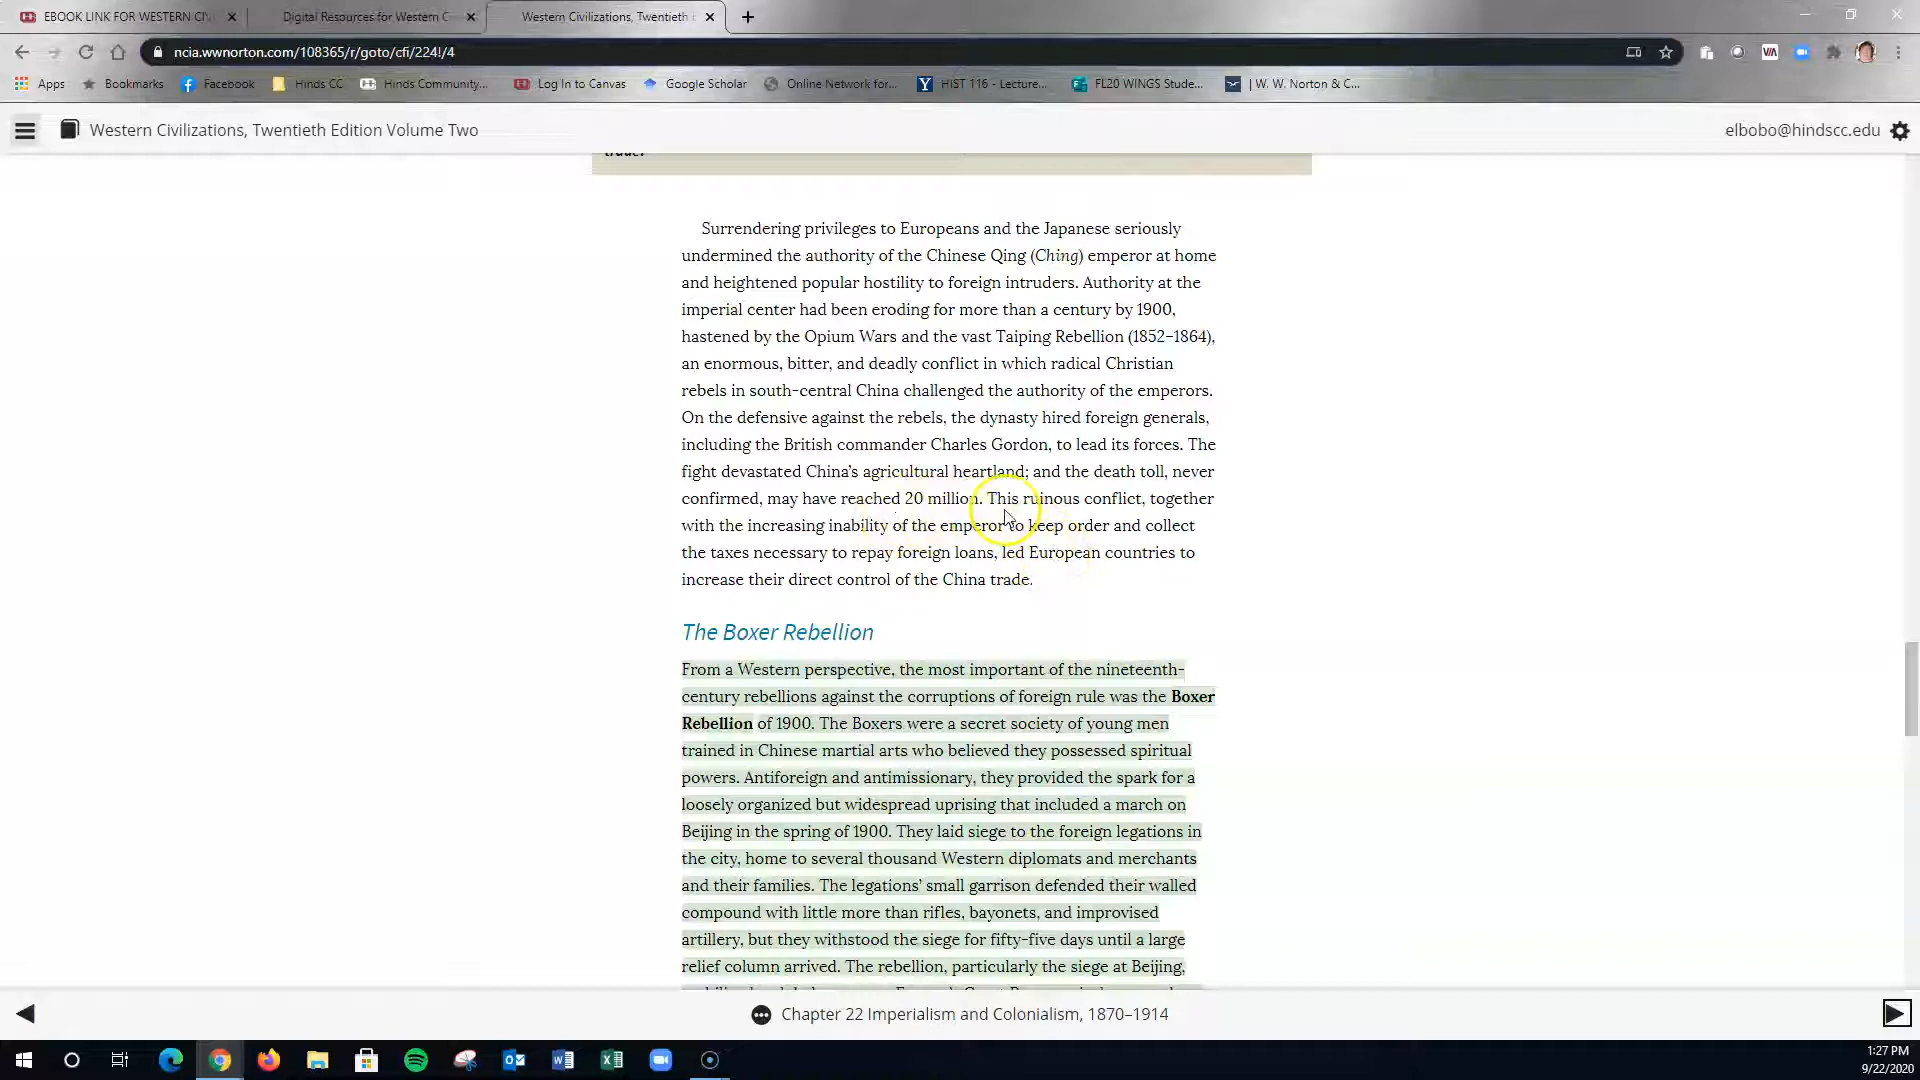 EBOOK LINK FOR WESTERN CIV
Digital Resources for Western C
Western Civilizations, Twentieth E
ncia.wwnorton.com/108365/r/goto/cfi/224!/4
Apps Bookmarks Facebook Hinds CC Hinds Community... Log In to Canvas Google Scholar Online Network for... HIST 116 - Lecture... FL20 WINGS Stude... | W. W. Norton & C...
Western Civilizations, Twentieth Edition Volume Two
elbobo@hindscc.edu
trade?
Surrendering privileges to Europeans and the Japanese seriously
undermined the authority of the Chinese Qing (Ching) emperor at home
and heightened popular hostility to foreign intruders. Authority at the
imperial center had been eroding for more than a century by 1900,
hastened by the Opium Wars and the vast Taiping Rebellion (1852–1864),
an enormous, bitter, and deadly conflict in which radical Christian
rebels in south-central China challenged the authority of the emperors.
On the defensive against the rebels, the dynasty hired foreign generals,
including the British commander Charles Gordon, to lead its forces. The
fight devastated China's agricultural heartland; and the death toll, never
confirmed, may have reached 20 million. This ruinous conflict, together
with the increasing inability of the emperor to keep order and collect
the taxes necessary to repay foreign loans, led European countries to
increase their direct control of the China trade.
The Boxer Rebellion
From a Western perspective, the most important of the nineteenth-
century rebellions against the corruptions of foreign rule was the Boxer
Rebellion of 1900. The Boxers were a secret society of young men
trained in Chinese martial arts who believed they possessed spiritual
powers. Antiforeign and antimissionary, they provided the spark for a
loosely organized but widespread uprising that included a march on
Beijing in the spring of 1900. They laid siege to the foreign legations in
the city, home to several thousand Western diplomats and merchants
and their families. The legations' small garrison defended their walled
compound with little more than rifles, bayonets, and improvised
artillery, but they withstood the siege for fifty-five days until a large
relief column arrived. The rebellion, particularly the siege at Beijing,
Chapter 22 Imperialism and Colonialism, 1870–1914
1:27 PM
9/22/2020